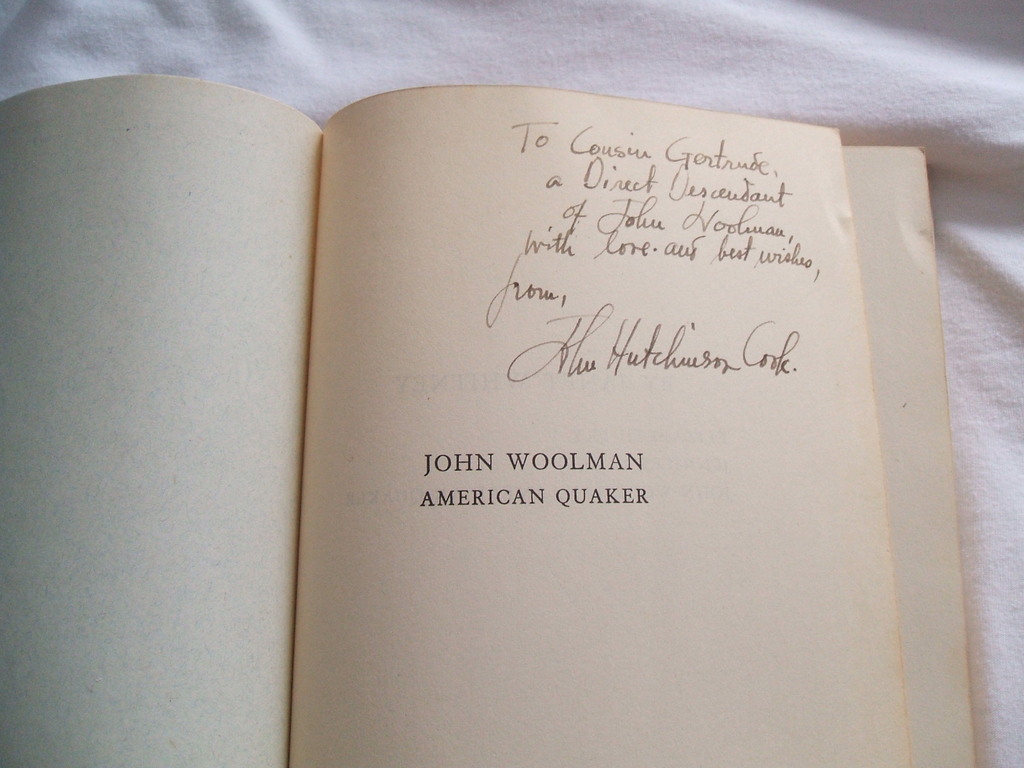 To Cousin Gertrude,
a Direct Descendant
of John Woolman,
with love and best wishes,
from,
John Hutchinson Cook.
JOHN WOOLMAN
AMERICAN QUAKER